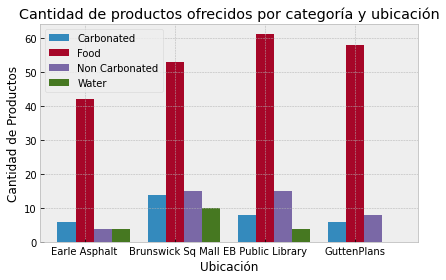 Cantidad de productos ofrecidos por categoría y ubicación
Carbonated
Food
Non Carbonated
Water
Cantidad de Productos
60
50
40
30
20
10
0
Earle Asphalt Brunswick Sq Mall EB Public Library GuttenPlans
Ubicación